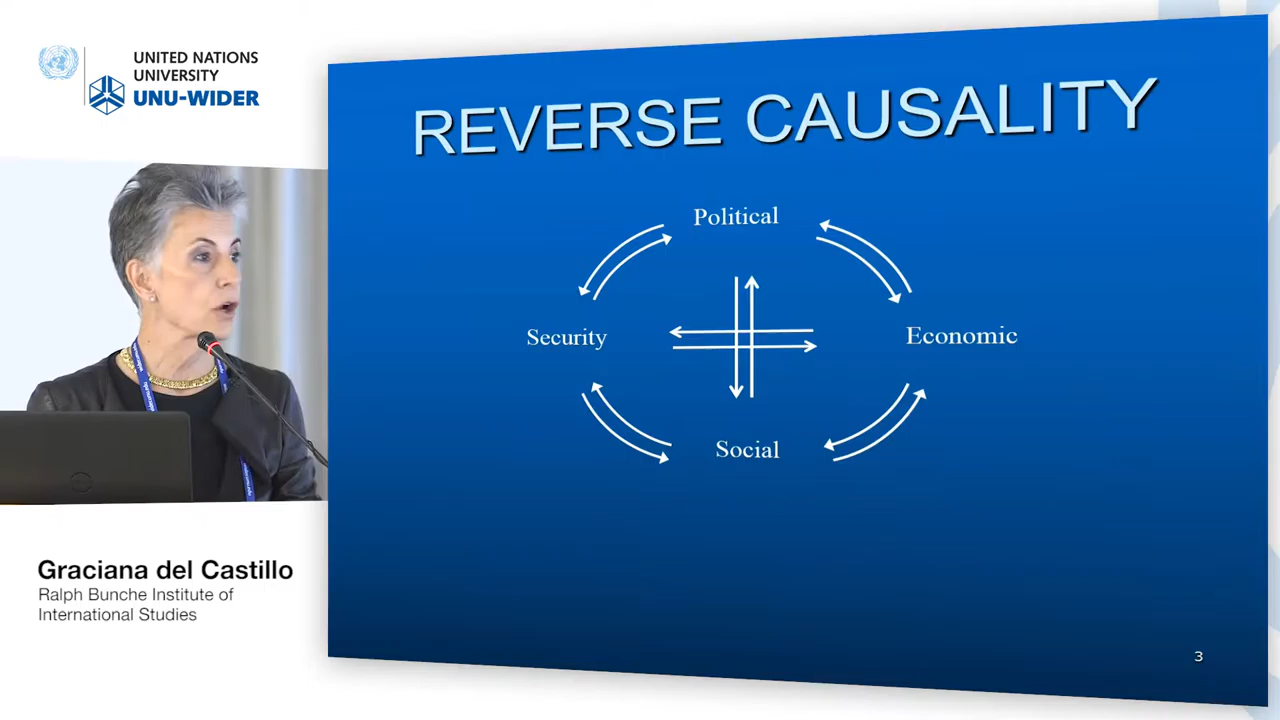 UNITED NATIONS
UNIVERSITY
UNU-WIDER
REVERSE CAUSALITY
Political
Security
Economic
Social
Graciana del Castillo
Ralph Bunche Institute of
International Studies
3